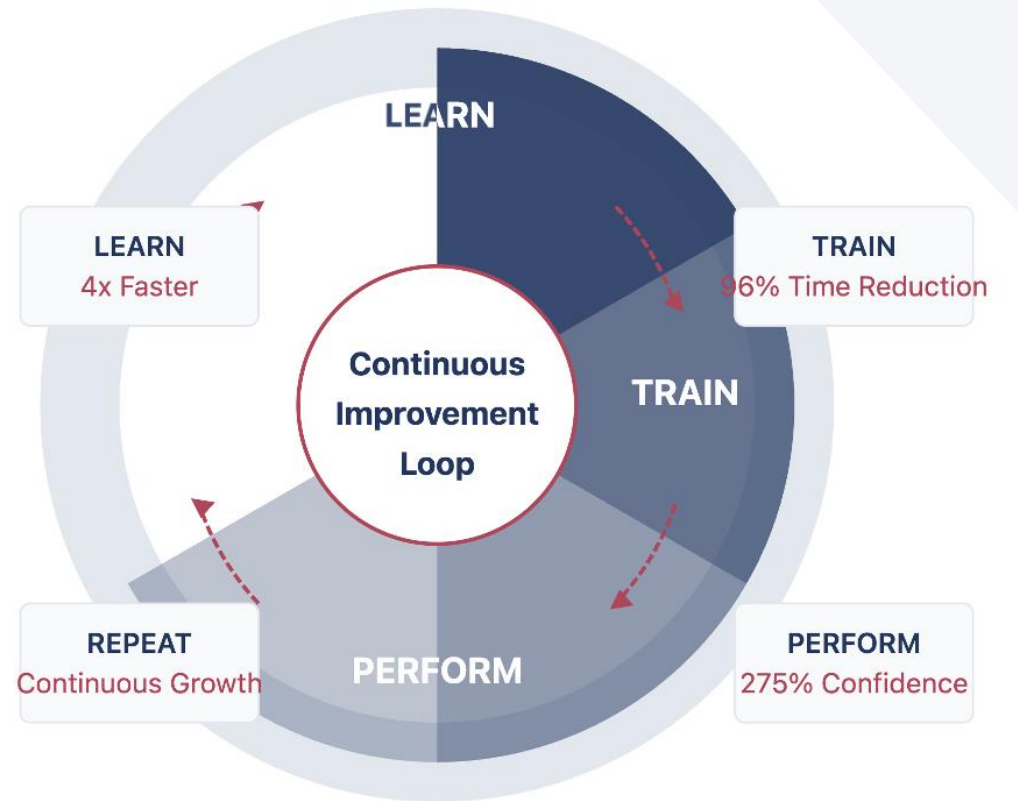 LEARN
LEARN
4x Faster
TRAIN
96% Time Reduction
Continuous
Improvement
Loop
TRAIN
REPEAT
Continuous Growth
PERFORM
PERFORM
275% Confidence